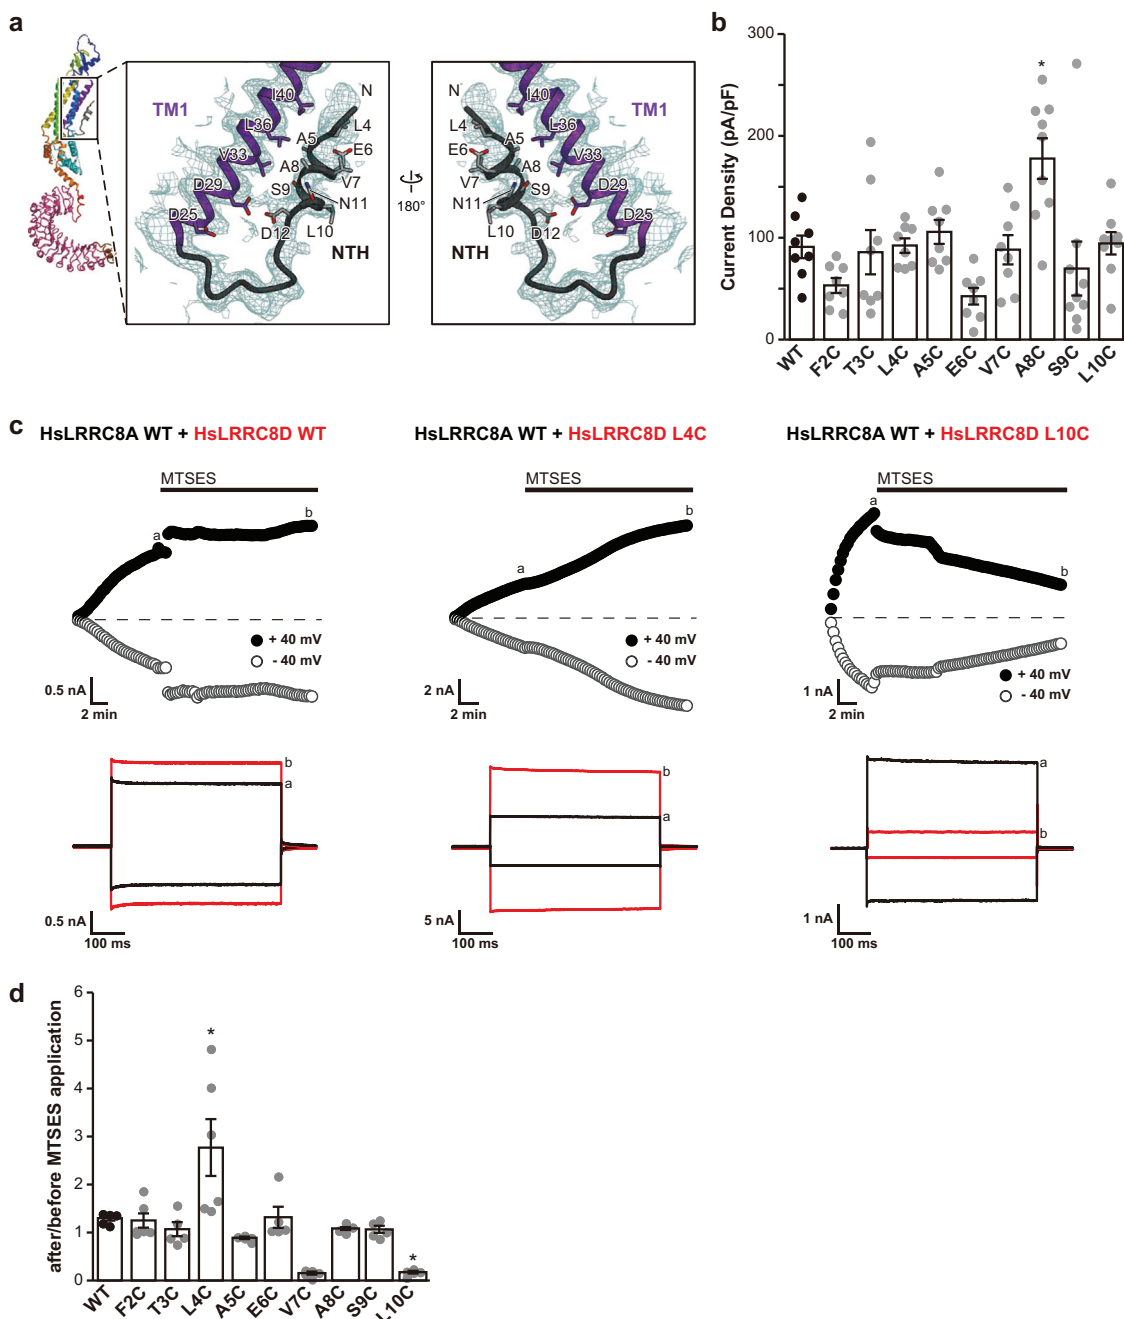 a
TM1
I40
N
L36
L4
A5
E6
V33
A8
V7
D29
S9
N11
D25
D12
L10
NTH
180°
N
I40
TM1
L4
L36
A5
E6
V33
A8
V7
S9
D29
N11
D25
L10
D12
NTH
b
Current Density (pA/pF)
300
200
100
0
*
WT
F2C
T3C
L4C
A5C
E6C
V7C
A8C
S9C
L10C
c
HsLRRC8A WT + HsLRRC8D WT
MTSES
a
b
+ 40 mV
- 40 mV
0.5 nA
2 min
b
a
0.5 nA
100 ms
HsLRRC8A WT + HsLRRC8D L4C
MTSES
a
b
+ 40 mV
- 40 mV
2 nA
2 min
b
a
5 nA
100 ms
HsLRRC8A WT + HsLRRC8D L10C
MTSES
a
b
+ 40 mV
- 40 mV
1 nA
2 min
a
b
1 nA
100 ms
d
after/before MTSES application
6
5
4
3
2
1
0
*
*
WT
F2C
T3C
L4C
A5C
E6C
V7C
A8C
S9C
L10C